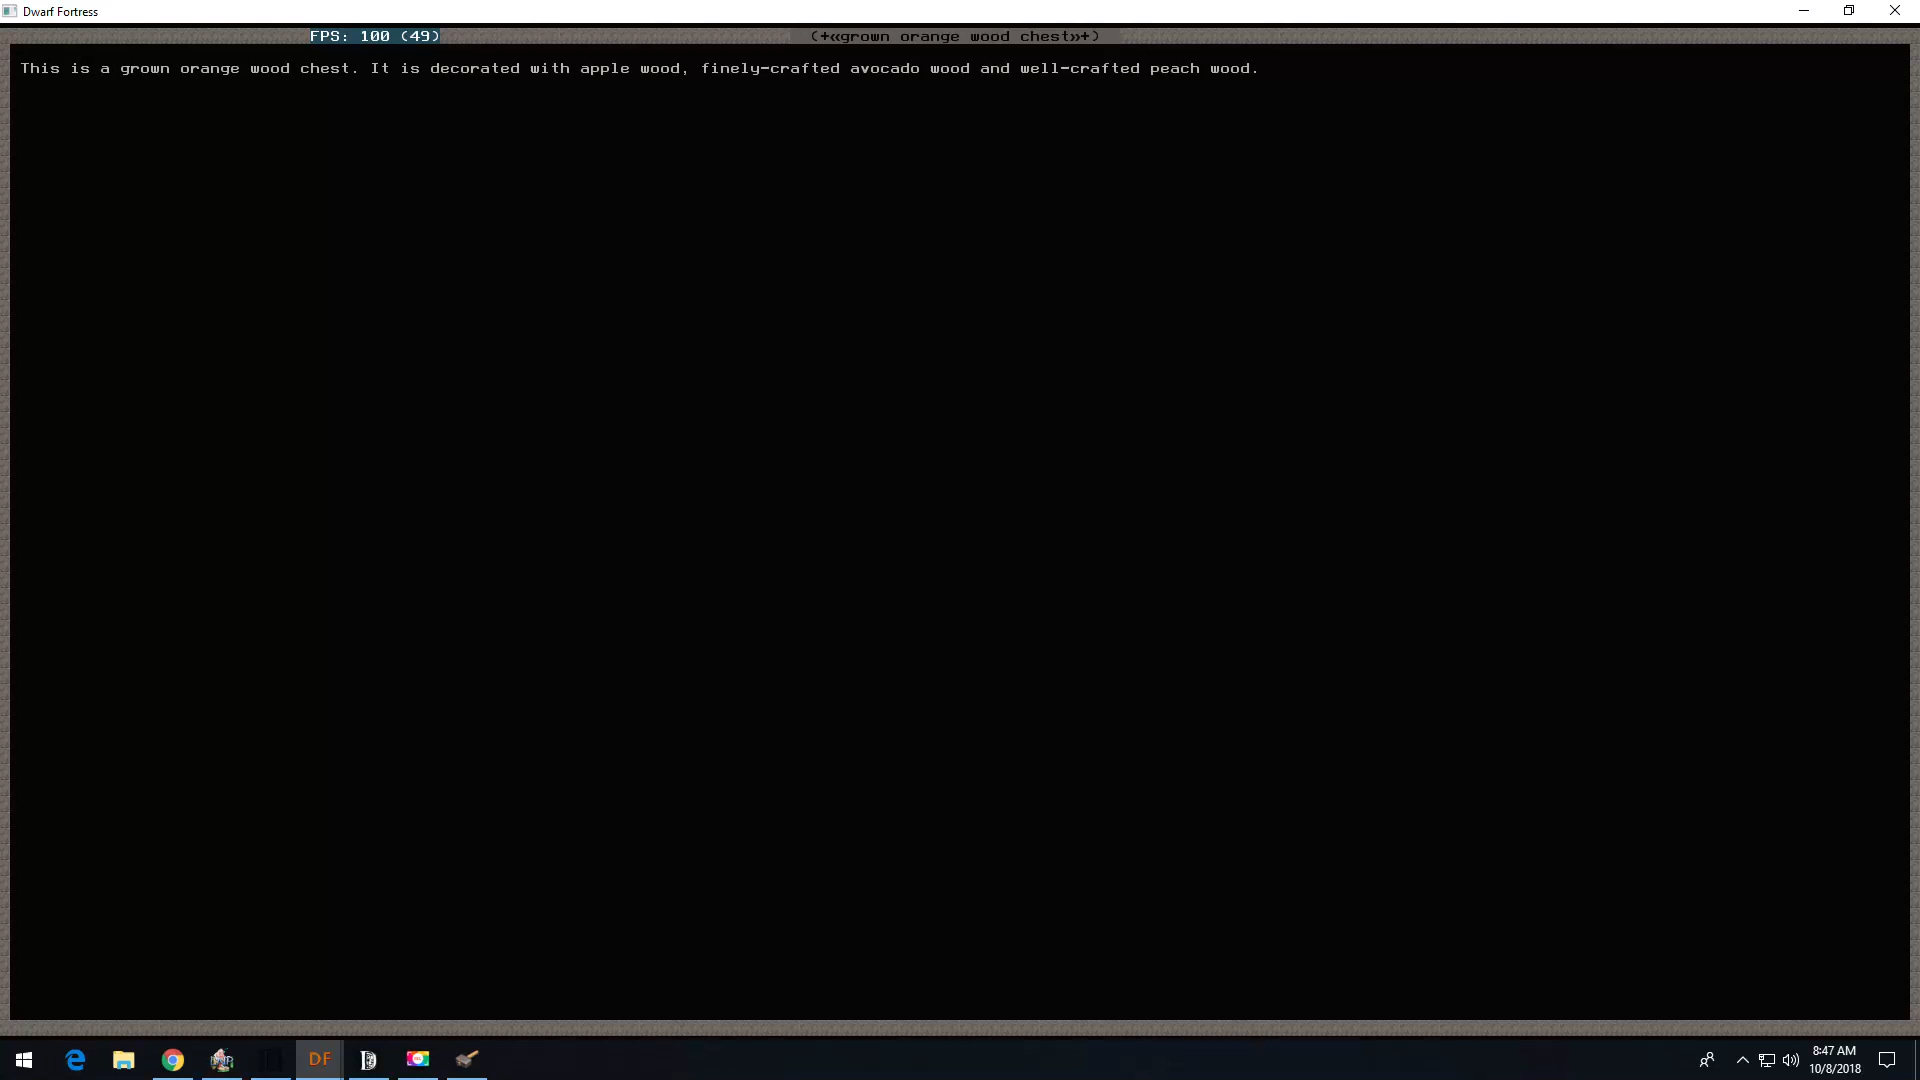 Dwarf Fortress
FPS: 100 (49) (+«grown orange wood chest»+)
This is a grown orange wood chest. It is decorated with apple wood, finely-crafted avocado wood and well-crafted peach wood.
DF
8:47 AM
10/8/2018